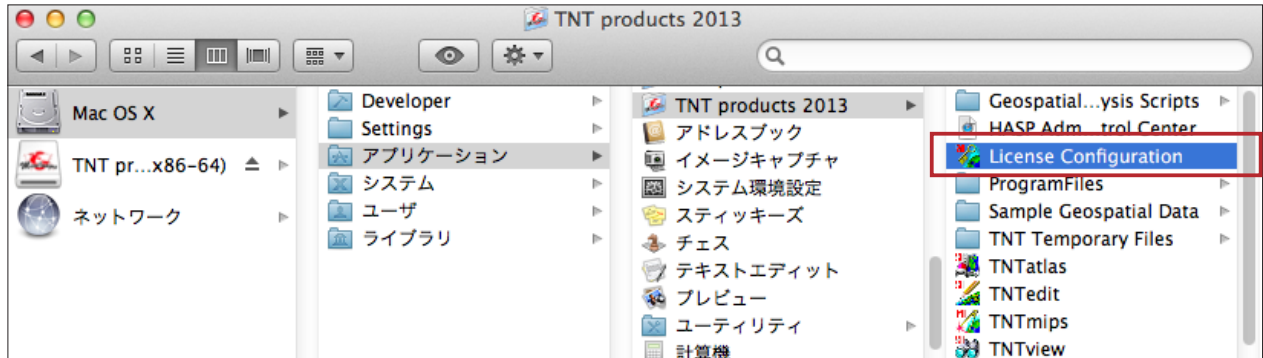 TNT products 2013
Mac OS X
TNT pr...x86-64)
ネットワーク
Developer
Settings
アプリケーション
システム
ユーザ
ライブラリ
TNT products 2013
アドレスブック
イメージキャプチャ
システム環境設定
スティッキーズ
チェス
テキストエディット
プレビュー
ユーティリティ
計算機
Geospatial...ysis Scripts
HASP Adm...trol Center
License Configuration
ProgramFiles
Sample Geospatial Data
TNT Temporary Files
TNTatlas
TNTedit
TNTmips
TNTview